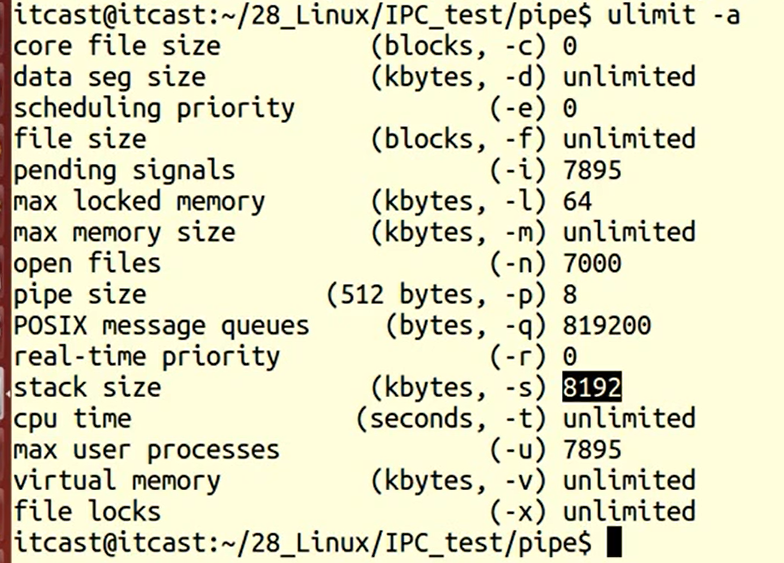 itcast@itcast:~/28_Linux/IPC_test/pipe$ ulimit -a
core file size (blocks, -c) 0
data seg size (kbytes, -d) unlimited
scheduling priority (-e) 0
file size (blocks, -f) unlimited
pending signals (-i) 7895
max locked memory (kbytes, -l) 64
max memory size (kbytes, -m) unlimited
open files (-n) 7000
pipe size (512 bytes, -p) 8
POSIX message queues (bytes, -q) 819200
real-time priority (-r) 0
stack size (kbytes, -s) 8192
cpu time (seconds, -t) unlimited
max user processes (-u) 7895
virtual memory (kbytes, -v) unlimited
file locks (-x) unlimited
itcast@itcast:~/28_Linux/IPC_test/pipe$